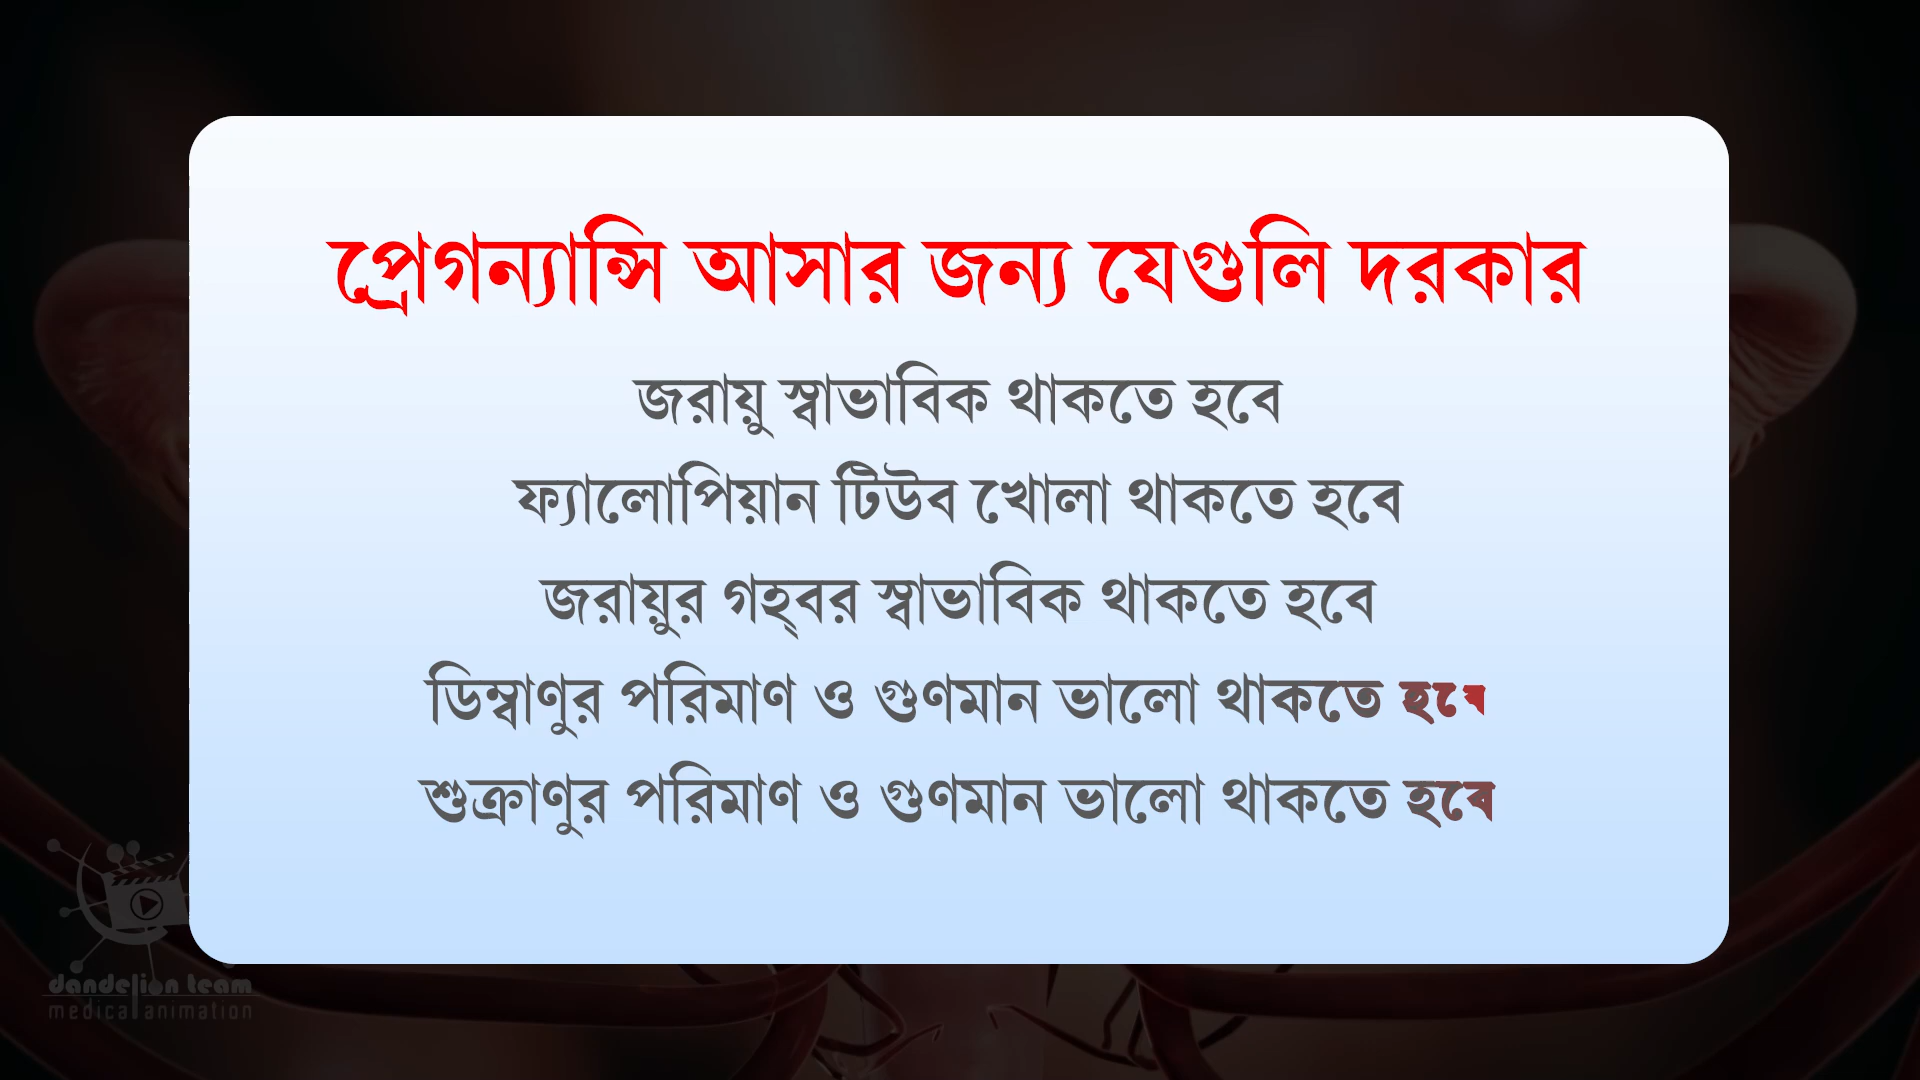 প্রেগন্যান্সি আসার জন্য যেগুলি দরকার
জরায়ু স্বাভাবিক থাকতে হবে
ফ্যালোপিয়ান টিউব খোলা থাকতে হবে
জরায়ুর গহ্‌বর স্বাভাবিক থাকতে হবে
ডিম্বাণুর পরিমাণ ও গুণমান ভালো থাকতে হবে
শুক্রাণুর পরিমাণ ও গুণমান ভালো থাকতে হবে
dandelion team
medical animation